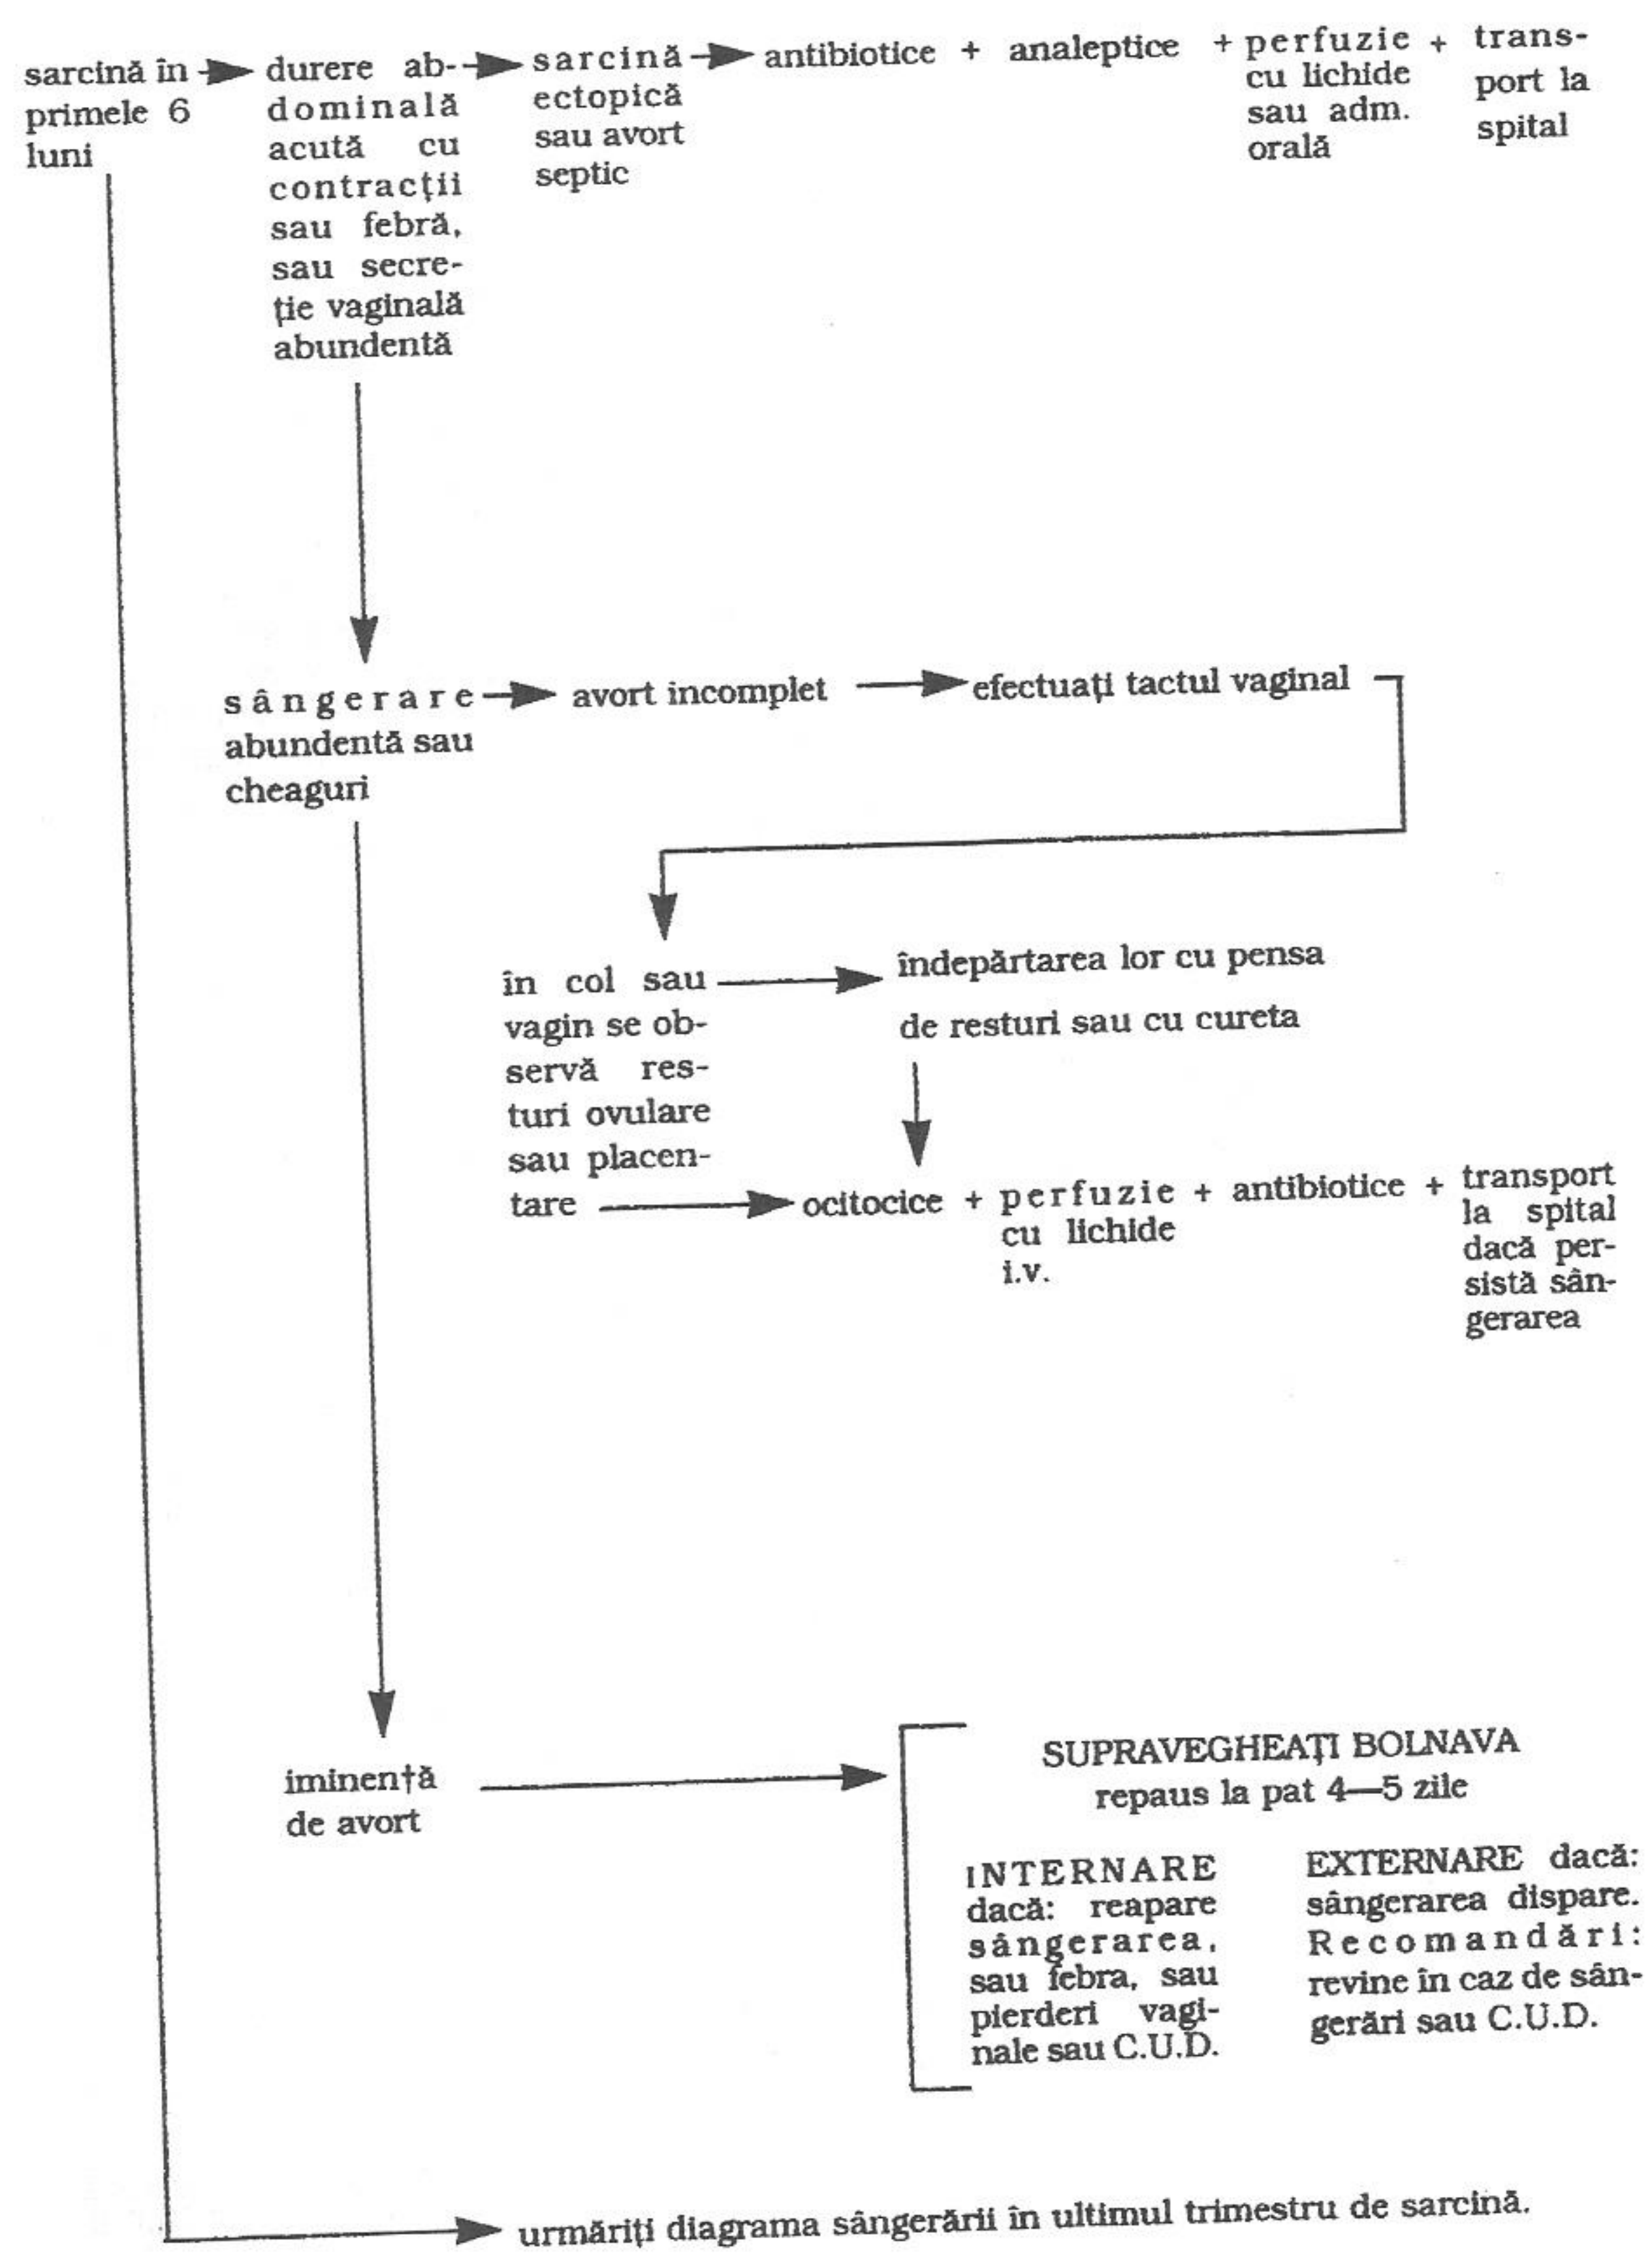 sarcină în
primele 6
luni
durere ab-
dominală
acută cu
contracții
sau febră,
sau secre-
ție vaginală
abundentă
sarcină
ectopică
sau avort
septic
antibiotice + analeptice +
perfuzie +
cu lichide
sau adm.
orală
trans-
port la
spital
sângerare
abundentă sau
cheaguri
avort incomplet
efectuați tactul vaginal
în col sau
vagin se ob-
servă res-
turi ovulare
sau placen-
tare
îndepărtarea lor cu pensa
de resturi sau cu cureta
ocitocice +
perfuzie +
cu lichide
i.v.
antibiotice +
transport
la spital
dacă per-
sistă sân-
gerarea
iminență
de avort
SUPRAVEGHEAȚI BOLNAVA
repaus la pat 4—5 zile
INTERNARE
dacă: reapare
sângerarea,
sau febra, sau
pierderi vagi-
nale sau C.U.D.
EXTERNARE dacă:
sângerarea dispare.
Recomandări:
revine în caz de sân-
gerări sau C.U.D.
urmăriți diagrama sângerării în ultimul trimestru de sarcină.